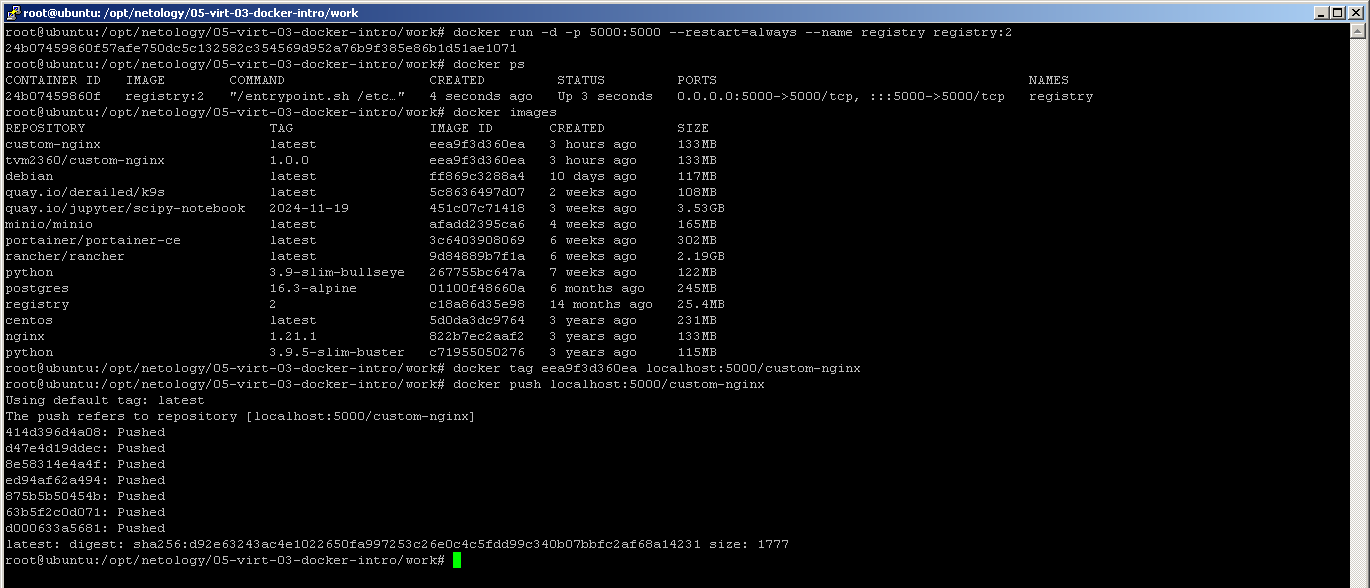 root@ubuntu: /opt/netology/05-virt-03-docker-intro/work
root@ubuntu:/opt/netology/05-virt-03-docker-intro/work# docker run -d -p 5000:5000 --restart=always --name registry registry:2
24b07459860f57afe750dc5c132582c354569d952a76b9f385e86b1d51ae1071
root@ubuntu:/opt/netology/05-virt-03-docker-intro/work# docker ps
CONTAINER ID   IMAGE        COMMAND                  CREATED         STATUS         PORTS                                       NAMES
24b07459860f   registry:2   "/entrypoint.sh /etc…"   4 seconds ago   Up 3 seconds   0.0.0.0:5000->5000/tcp, :::5000->5000/tcp   registry
root@ubuntu:/opt/netology/05-virt-03-docker-intro/work# docker images
REPOSITORY                       TAG                 IMAGE ID       CREATED         SIZE
custom-nginx                     latest              eea9f3d360ea   3 hours ago     133MB
tvm2360/custom-nginx             1.0.0               eea9f3d360ea   3 hours ago     133MB
debian                           latest              ff869c3288a4   10 days ago     117MB
quay.io/derailed/k9s             latest              5c8636497d07   2 weeks ago     108MB
quay.io/jupyter/scipy-notebook   2024-11-19          451c07c71418   3 weeks ago     3.53GB
minio/minio                      latest              afadd2395ca6   4 weeks ago     165MB
portainer/portainer-ce           latest              3c6403908069   6 weeks ago     302MB
rancher/rancher                  latest              9d84889b7f1a   6 weeks ago     2.19GB
python                           3.9-slim-bullseye   267755bc647a   7 weeks ago     122MB
postgres                         16.3-alpine         01100f48660a   6 months ago    245MB
registry                         2                   c18a86d35e98   14 months ago   25.4MB
centos                           latest              5d0da3dc9764   3 years ago     231MB
nginx                            1.21.1              822b7ec2aaf2   3 years ago     133MB
python                           3.9.5-slim-buster   c71955050276   3 years ago     115MB
root@ubuntu:/opt/netology/05-virt-03-docker-intro/work# docker tag eea9f3d360ea localhost:5000/custom-nginx
root@ubuntu:/opt/netology/05-virt-03-docker-intro/work# docker push localhost:5000/custom-nginx
Using default tag: latest
The push refers to repository [localhost:5000/custom-nginx]
414d396d4a08: Pushed
d47e4d19ddec: Pushed
8e58314e4a4f: Pushed
ed94af62a494: Pushed
875b5b50454b: Pushed
63b5f2c0d071: Pushed
d000633a5681: Pushed
latest: digest: sha256:d92e63243ac4e1022650fa997253c26e0c4c5fdd99c340b07bbfc2af68a14231 size: 1777
root@ubuntu:/opt/netology/05-virt-03-docker-intro/work#